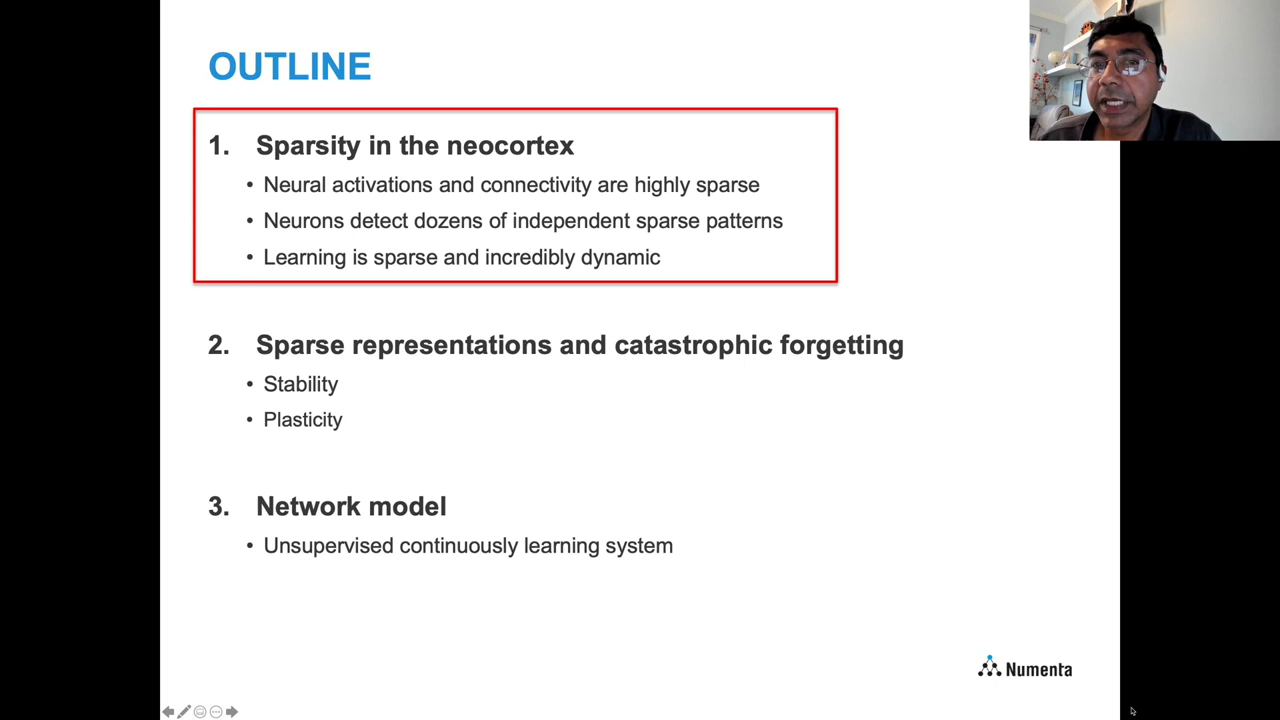 OUTLINE
1. Sparsity in the neocortex
• Neural activations and connectivity are highly sparse
• Neurons detect dozens of independent sparse patterns
• Learning is sparse and incredibly dynamic
2. Sparse representations and catastrophic forgetting
• Stability
• Plasticity
3. Network model
• Unsupervised continuously learning system
Numenta